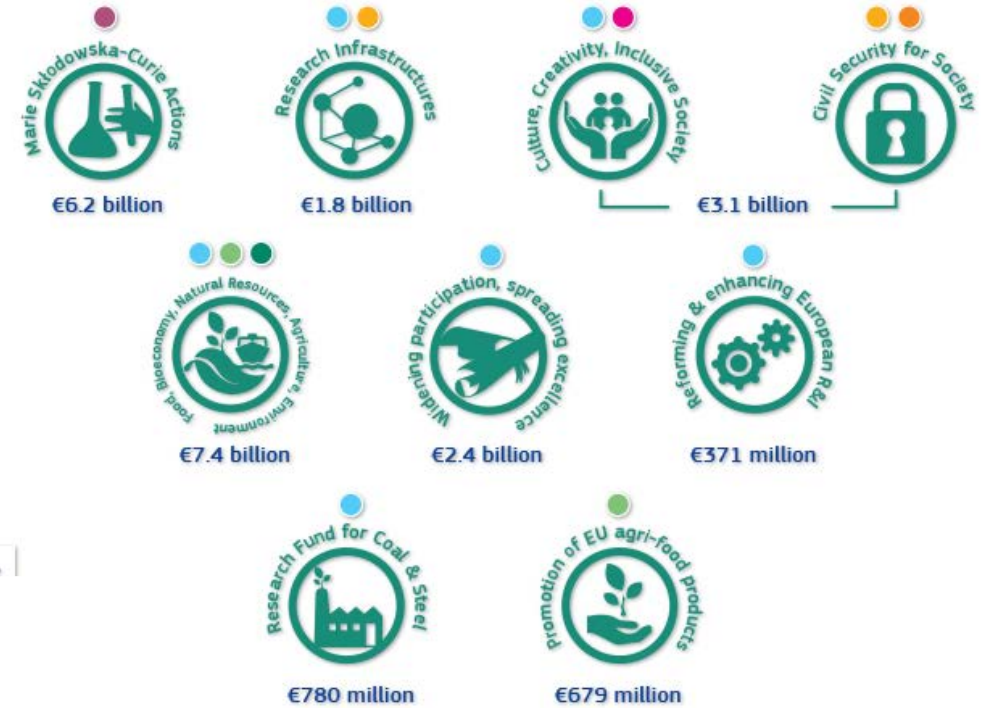 Marie Skłodowska-Curie Actions
€6.2 billion
Research Infrastructures
€1.8 billion
Culture, Creativity, Inclusive Society
Civil Security for Society
€3.1 billion
Food, Bioeconomy, Natural Resources, Agriculture, Environment
€7.4 billion
Widening participation, spreading excellence
€2.4 billion
Reforming & enhancing European R&I
€371 million
Research Fund for Coal & Steel
€780 million
Promotion of EU agri-food products
€679 million